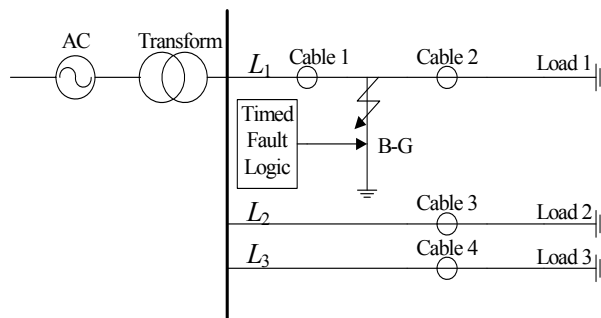 AC
Transform
L1
Cable 1
Cable 2
Load 1
Timed
Fault
Logic
B-G
L2
Cable 3
Load 2
L3
Cable 4
Load 3